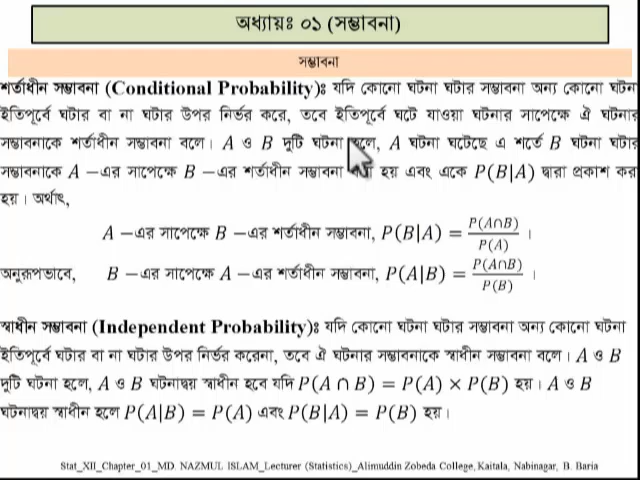 অধ্যায়ঃ ০১ (সম্ভাবনা)
সম্ভাবনা
শর্তাধীন সম্ভাবনা (Conditional Probability)ঃ যদি কোনো ঘটনা ঘটার সম্ভাবনা অন্য কোনো ঘটনা
ইতিপূর্বে ঘটার বা না ঘটার উপর নির্ভর করে, তবে ইতিপূর্বে ঘটে যাওয়া ঘটনার সাপেক্ষে ঐ ঘটনার
সম্ভাবনাকে শর্তাধীন সম্ভাবনা বলে। A ও B দুটি ঘটনা হলে, A ঘটনা ঘটেছে এ শর্তে B ঘটনা ঘটার
সম্ভাবনাকে A −এর সাপেক্ষে B −এর শর্তাধীন সম্ভাবনা হয় এবং একে P(B|A) দ্বারা প্রকাশ কর
হয়। অর্থাৎ,
A −এর সাপেক্ষে B −এর শর্তাধীন সম্ভাবনা, P(B|A) = P(A∩B)/P(A) ।
অনুরূপভাবে, B −এর সাপেক্ষে A −এর শর্তাধীন সম্ভাবনা, P(A|B) = P(A∩B)/P(B) ।
স্বাধীন সম্ভাবনা (Independent Probability)ঃ যদি কোনো ঘটনা ঘটার সম্ভাবনা অন্য কোনো ঘটনা
ইতিপূর্বে ঘটার বা না ঘটার উপর নির্ভর করেনা, তবে ঐ ঘটনার সম্ভাবনাকে স্বাধীন সম্ভাবনা বলে। A ও B
দুটি ঘটনা হলে, A ও B ঘটনাদ্বয় স্বাধীন হবে যদি P(A ∩ B) = P(A) × P(B) হয়। A ও B
ঘটনাদ্বয় স্বাধীন হলে P(A|B) = P(A) এবং P(B|A) = P(B) হয়।
Stat_XII_Chapter_01_MD. NAZMUL ISLAM_Lecturer (Statistics)_Alimuddin Zobeda College, Kaitala, Nabinagar, B. Baria